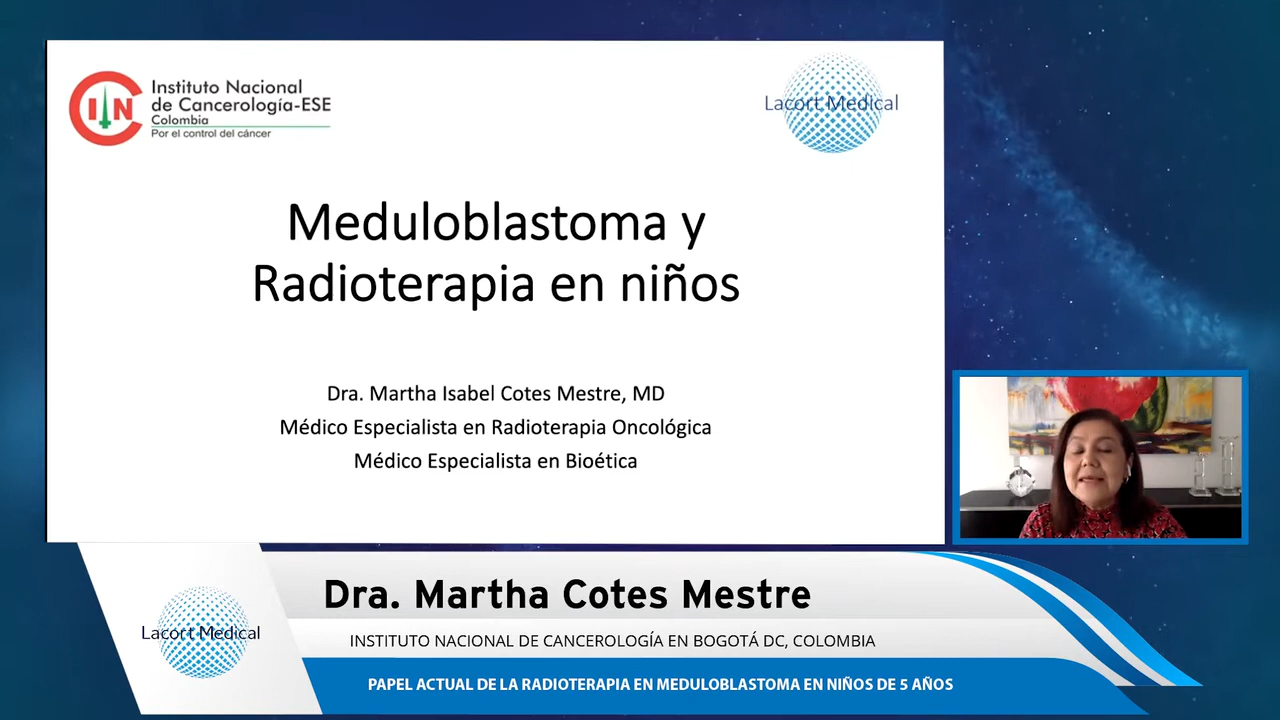 Instituto Nacional
de Cancerología-ESE
Colombia
Por el control del cáncer
Lacort Medical
Meduloblastoma y
Radioterapia en niños
Dra. Martha Isabel Cotes Mestre, MD
Médico Especialista en Radioterapia Oncológica
Médico Especialista en Bioética
Lacort Medical
Dra. Martha Cotes Mestre
INSTITUTO NACIONAL DE CANCEROLOGÍA EN BOGOTÁ DC, COLOMBIA
PAPEL ACTUAL DE LA RADIOTERAPIA EN MEDULOBLASTOMA EN NIÑOS DE 5 AÑOS